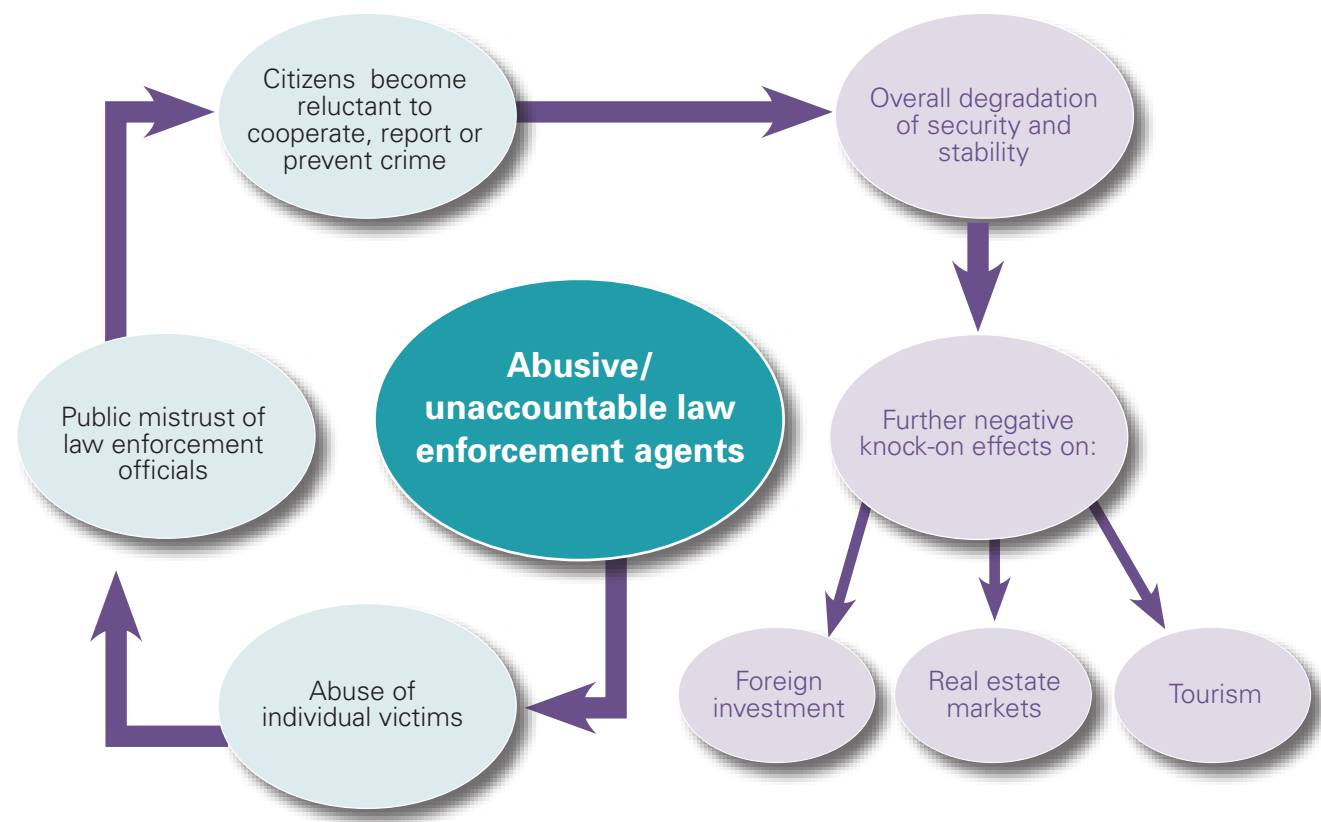 Citizens become
reluctant to
cooperate, report or
prevent crime
Overall degradation
of security and
stability
Abusive/
unaccountable law
enforcement agents
Public mistrust of
law enforcement
officials
Further negative
knock-on effects on:
Abuse of
individual victims
Foreign
investment
Real estate
markets
Tourism